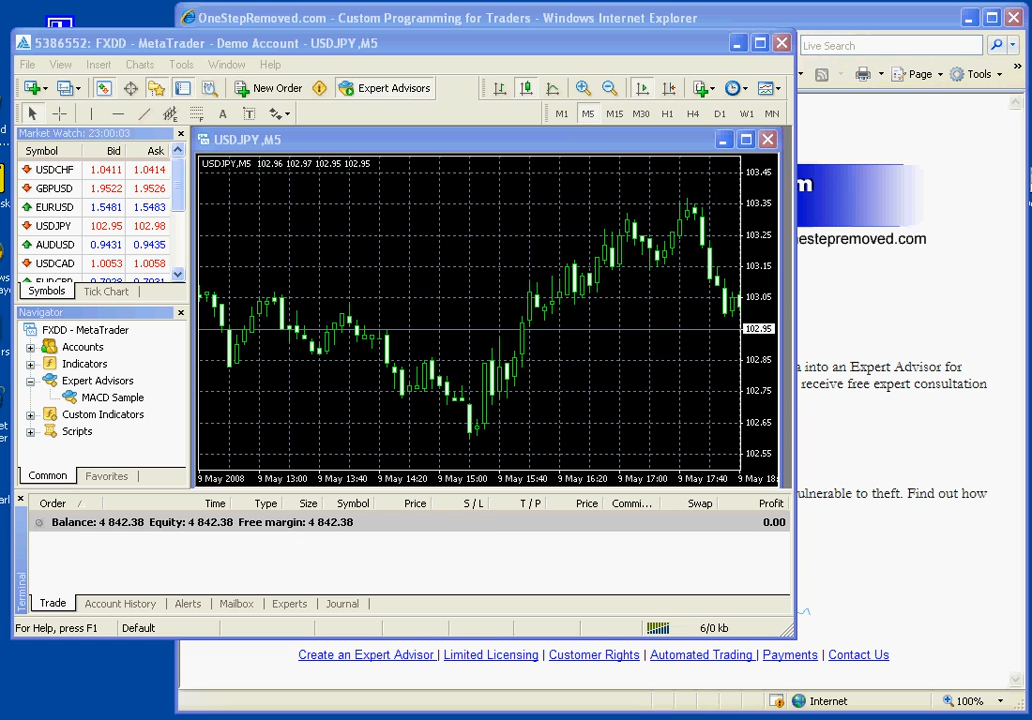 OneStepRemoved.com - Custom Programming for Traders - Windows Internet Explorer
5386552: FXDD - MetaTrader - Demo Account - USDJPY,M5
Live Search
File View Insert Charts Tools Window Help
Page Tools »
New Order Expert Advisors
A T
M1 M5 M15 M30 H1 H4 D1 W1 MN
Market Watch: 23:00:03
Symbol Bid Ask
USDCHF 1.0411 1.0414
GBPUSD 1.9522 1.9526
EURUSD 1.5481 1.5483
USDJPY 102.95 102.98
AUDUSD 0.9431 0.9435
USDCAD 1.0053 1.0058
Symbols Tick Chart
Navigator
FXDD - MetaTrader
Accounts
Indicators
Expert Advisors
MACD Sample
Custom Indicators
Scripts
Common Favorites
USDJPY,M5
USDJPY,M5 102.96 102.97 102.95 102.95
103.45
103.35
103.25
103.15
103.05
102.95
102.85
102.75
102.65
102.55
9 May 2008 9 May 13:00 9 May 13:40 9 May 14:20 9 May 15:00 9 May 15:40 9 May 16:20 9 May 17:00 9 May 17:40 9 May 18:
m
estepremoved.com
into an Expert Advisor for
receive free expert consultation
ulnerable to theft. Find out how
Order / Time Type Size Symbol Price S / L T / P Price Commi... Swap Profit
Balance: 4 842.38 Equity: 4 842.38 Free margin: 4 842.38 0.00
Terminal
Trade Account History Alerts Mailbox Experts Journal
For Help, press F1 Default 6/0 kb
Create an Expert Advisor | Limited Licensing | Customer Rights | Automated Trading | Payments | Contact Us
Internet 100%